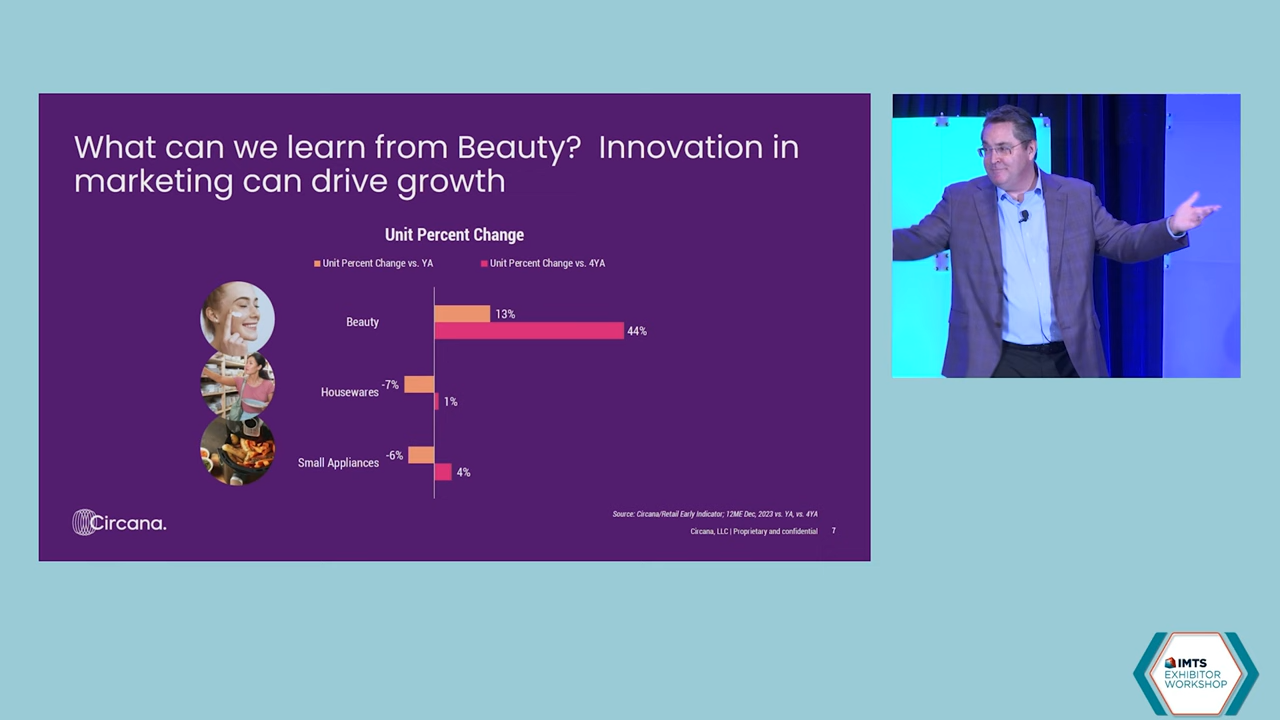 What can we learn from Beauty? Innovation in
marketing can drive growth
Unit Percent Change
Unit Percent Change vs. YA
Unit Percent Change vs. 4YA
Beauty
13%
44%
Housewares
-7%
1%
Small Appliances
-6%
4%
Circana.
Source: Circana/Retail Early Indicator; 12ME Dec, 2023 vs. YA, vs. 4YA
Circana, LLC | Proprietary and confidential
7
IMTS
EXHIBITOR
WORKSHOP